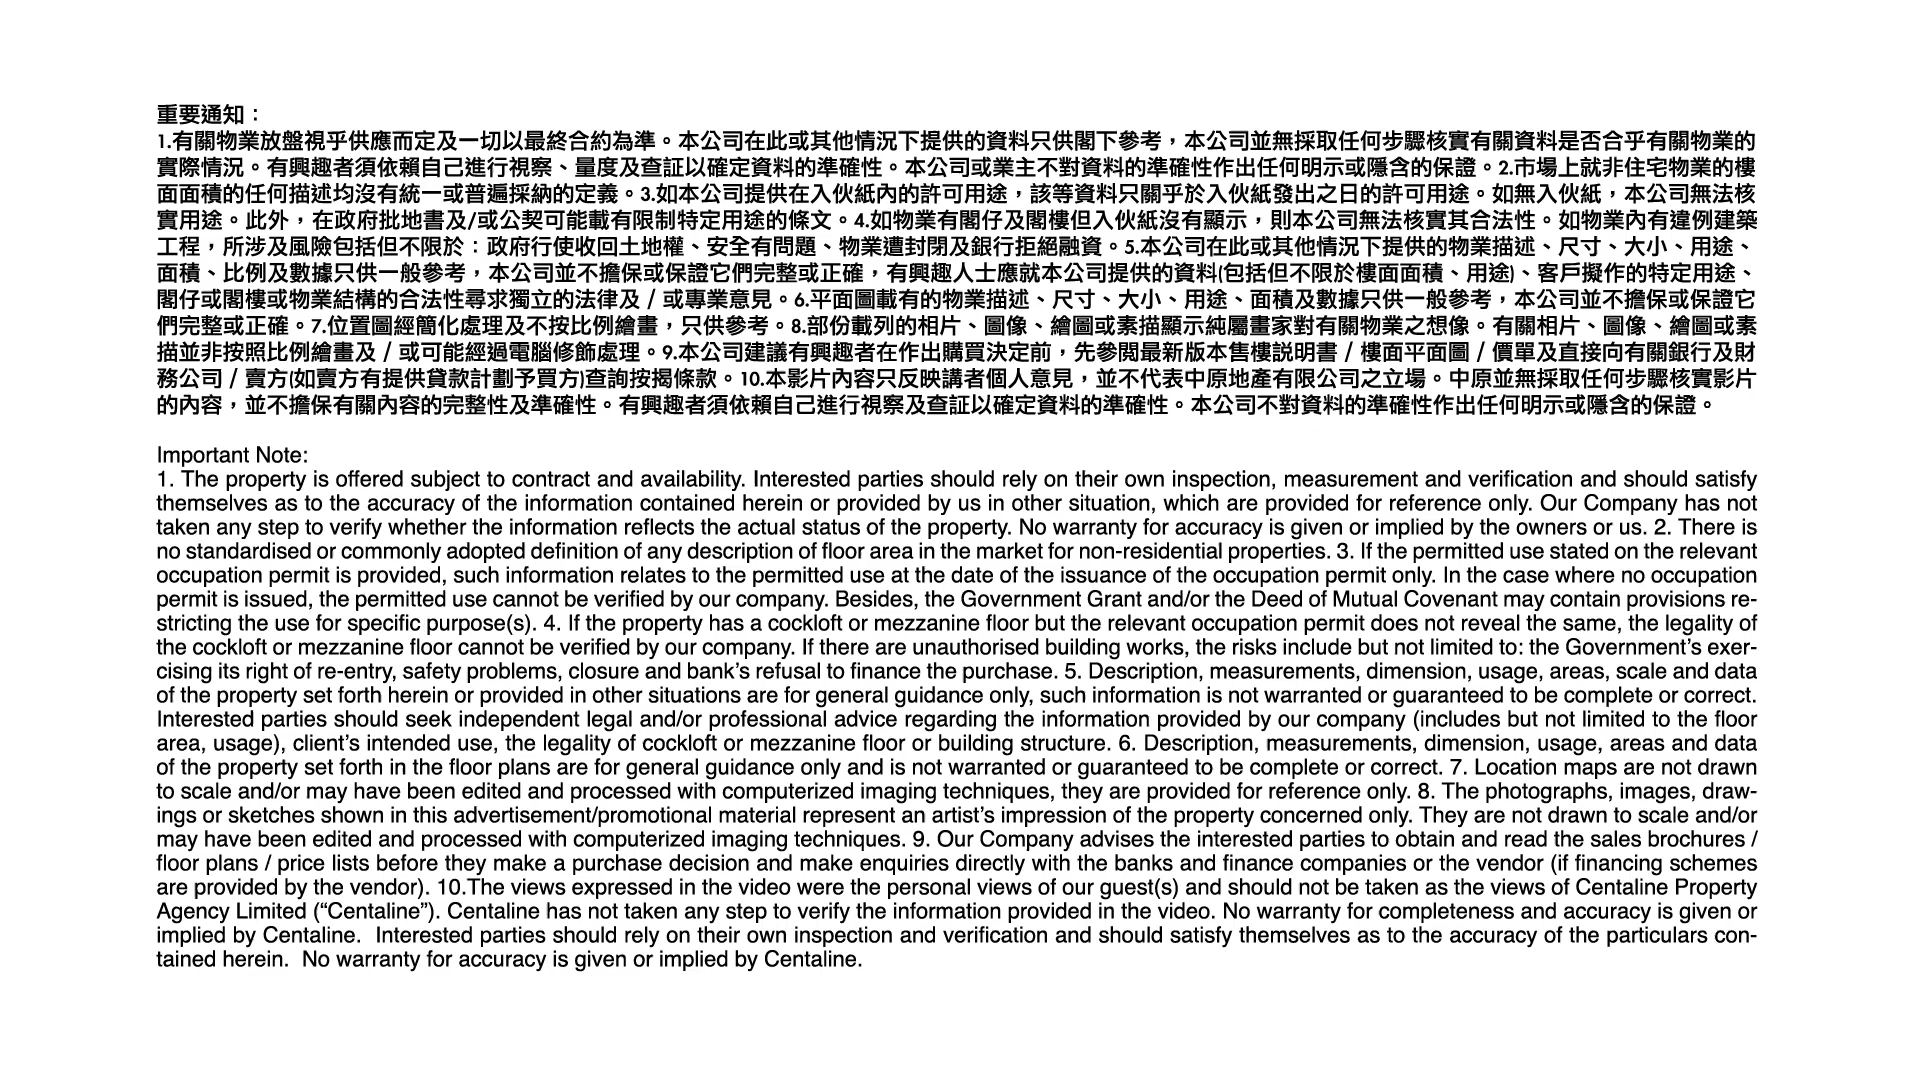 重要通知：
1.有關物業放盤視乎供應而定及一切以最終合約為準。本公司在此或其他情況下提供的資料只供閣下參考，本公司並無採取任何步驟核實有關資料是否合乎有關物業的
實際情況。有興趣者須依賴自己進行視察、量度及查証以確定資料的準確性。本公司或業主不對資料的準確性作出任何明示或隱含的保證。2.市場上就非住宅物業的樓
面面積的任何描述均沒有統一或普遍採納的定義。3.如本公司提供在入伙紙內的許可用途，該等資料只關乎於入伙紙發出之日的許可用途。如無入伙紙，本公司無法核
實用途。此外，在政府批地書及/或公契可能載有限制特定用途的條文。4.如物業有閣仔及閣樓但入伙紙沒有顯示，則本公司無法核實其合法性。如物業內有違例建築
工程，所涉及風險包括但不限於：政府行使收回土地權、安全有問題、物業遭封閉及銀行拒絕融資。5.本公司在此或其他情況下提供的物業描述、尺寸、大小、用途、
面積、比例及數據只供一般參考，本公司並不擔保或保證它們完整或正確，有興趣人士應就本公司提供的資料(包括但不限於樓面面積、用途)、客戶擬作的特定用途、
閣仔或閣樓或物業結構的合法性尋求獨立的法律及 / 或專業意見。6.平面圖載有的物業描述、尺寸、大小、用途、面積及數據只供一般參考，本公司並不擔保或保證它
們完整或正確。7.位置圖經簡化處理及不按比例繪畫，只供參考。8.部份載列的相片、圖像、繪圖或素描顯示純屬畫家對有關物業之想像。有關相片、圖像、繪圖或素
描並非按照比例繪畫及 / 或可能經過電腦修飾處理。9.本公司建議有興趣者在作出購買決定前，先參閲最新版本售樓説明書 / 樓面平面圖 / 價單及直接向有關銀行及財
務公司 / 賣方(如賣方有提供貸款計劃予買方)查詢按揭條款。10.本影片內容只反映講者個人意見，並不代表中原地產有限公司之立場。中原並無採取任何步驟核實影片
的內容，並不擔保有關內容的完整性及準確性。有興趣者須依賴自己進行視察及查証以確定資料的準確性。本公司不對資料的準確性作出任何明示或隱含的保證。
Important Note:
1. The property is offered subject to contract and availability. Interested parties should rely on their own inspection, measurement and verification and should satisfy
themselves as to the accuracy of the information contained herein or provided by us in other situation, which are provided for reference only. Our Company has not
taken any step to verify whether the information reflects the actual status of the property. No warranty for accuracy is given or implied by the owners or us. 2. There is
no standardised or commonly adopted definition of any description of floor area in the market for non-residential properties. 3. If the permitted use stated on the relevant
occupation permit is provided, such information relates to the permitted use at the date of the issuance of the occupation permit only. In the case where no occupation
permit is issued, the permitted use cannot be verified by our company. Besides, the Government Grant and/or the Deed of Mutual Covenant may contain provisions re-
stricting the use for specific purpose(s). 4. If the property has a cockloft or mezzanine floor but the relevant occupation permit does not reveal the same, the legality of
the cockloft or mezzanine floor cannot be verified by our company. If there are unauthorised building works, the risks include but not limited to: the Government’s exer-
cising its right of re-entry, safety problems, closure and bank’s refusal to finance the purchase. 5. Description, measurements, dimension, usage, areas, scale and data
of the property set forth herein or provided in other situations are for general guidance only, such information is not warranted or guaranteed to be complete or correct.
Interested parties should seek independent legal and/or professional advice regarding the information provided by our company (includes but not limited to the floor
area, usage), client’s intended use, the legality of cockloft or mezzanine floor or building structure. 6. Description, measurements, dimension, usage, areas and data
of the property set forth in the floor plans are for general guidance only and is not warranted or guaranteed to be complete or correct. 7. Location maps are not drawn
to scale and/or may have been edited and processed with computerized imaging techniques, they are provided for reference only. 8. The photographs, images, draw-
ings or sketches shown in this advertisement/promotional material represent an artist’s impression of the property concerned only. They are not drawn to scale and/or
may have been edited and processed with computerized imaging techniques. 9. Our Company advises the interested parties to obtain and read the sales brochures /
floor plans / price lists before they make a purchase decision and make enquiries directly with the banks and finance companies or the vendor (if financing schemes
are provided by the vendor). 10.The views expressed in the video were the personal views of our guest(s) and should not be taken as the views of Centaline Property
Agency Limited (“Centaline”). Centaline has not taken any step to verify the information provided in the video. No warranty for completeness and accuracy is given or
implied by Centaline.  Interested parties should rely on their own inspection and verification and should satisfy themselves as to the accuracy of the particulars con-
tained herein.  No warranty for accuracy is given or implied by Centaline.